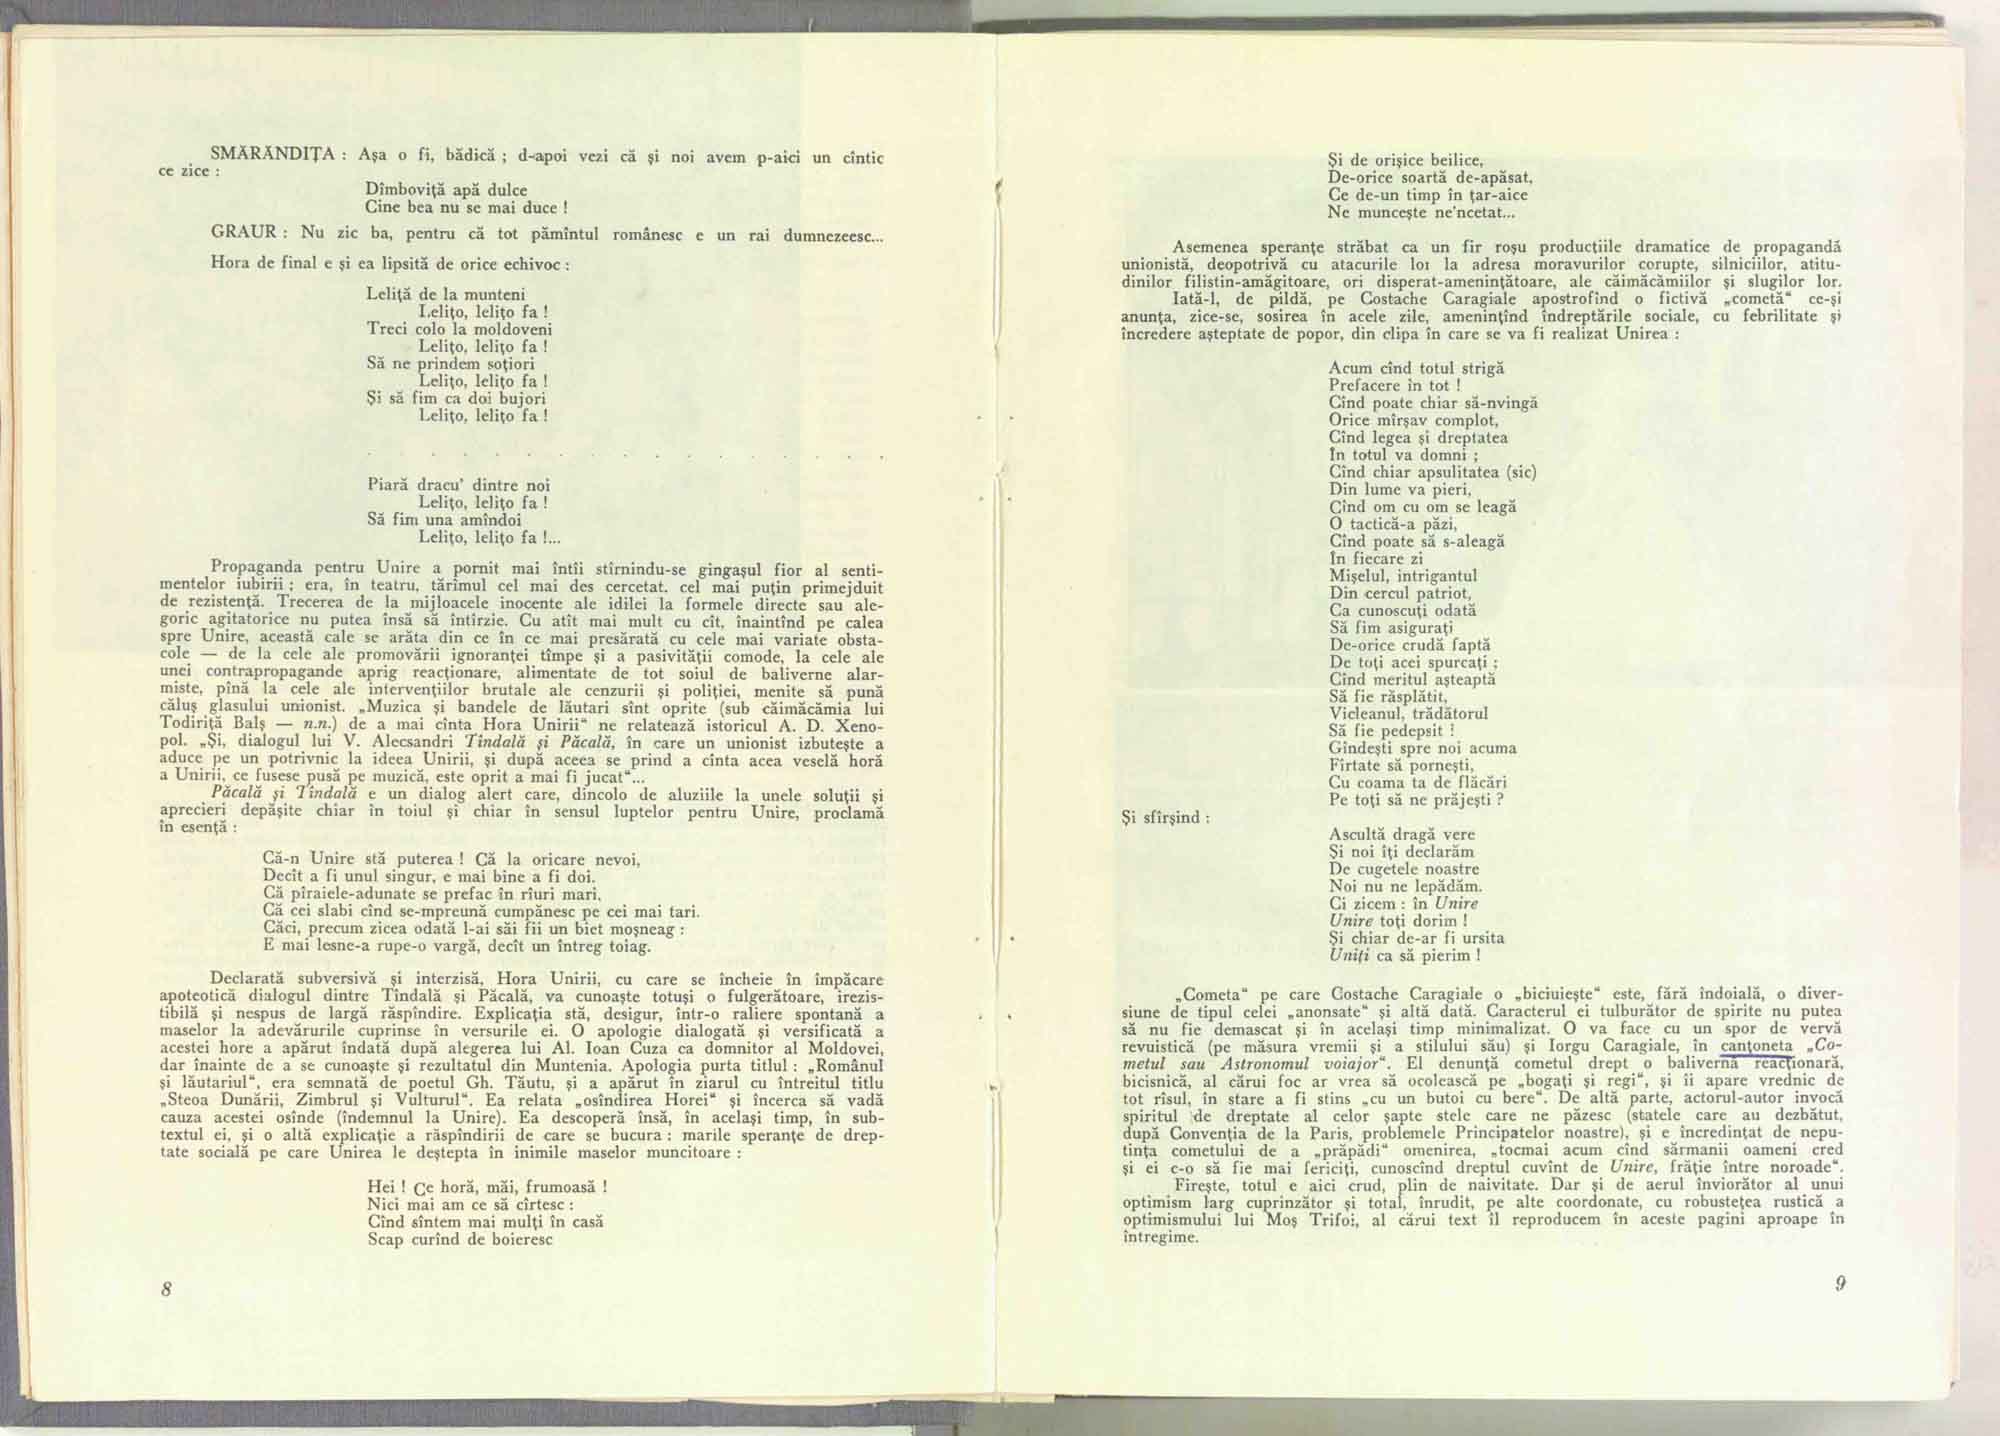 SMĂRĂNDIȚA : Așa o fi, bădică ; d-apoi vezi că și noi avem p-aici un cîntic
ce zice :
Dîmboviță apă dulce
Cine bea nu se mai duce !
GRAUR : Nu zic ba, pentru că tot pămîntul românesc e un rai dumnezeesc...
Hora de final e și ea lipsită de orice echivoc :
Leliță de la munteni
Lelițo, lelițo fa !
Treci colo la moldoveni
Lelițo, lelițo fa !
Să ne prindem soțiori
Lelițo, lelițo fa !
Și să fim ca doi bujori
Lelițo, lelițo fa !
. . . . . . . . . . . . . . . . .
Piară dracu' dintre noi
Lelițo, lelițo fa !
Să fim una amîndoi
Lelițo, lelițo fa !...
Propaganda pentru Unire a pornit mai întîi stîrnindu-se gingașul fior al senti-
mentelor iubirii ; era, în teatru, tărîmul cel mai des cercetat, cel mai puțin primejduit
de rezistență. Trecerea de la mijloacele inocente ale idilei la formele directe sau ale-
goric agitatorice nu putea însă să întîrzie. Cu atît mai mult cu cît, înaintînd pe calea
spre Unire, această cale se arăta din ce în ce mai presărată cu cele mai variate obsta-
cole — de la cele ale promovării ignoranței tîmpe și a pasivității comode, la cele ale
unei contrapropagande aprig reacționare, alimentate de tot soiul de baliverne alar-
miste, pînă la cele ale intervențiilor brutale ale cenzurii și poliției, menite să pună
căluș glasului unionist. „Muzica și bandele de lăutari sînt oprite (sub căimăcămia lui
Todiriță Balș — n.n.) de a mai cînta Hora Unirii“ ne relatează istoricul A. D. Xeno-
pol. „Și, dialogul lui V. Alecsandri Tîndală și Păcală, în care un unionist izbutește a
aduce pe un potrivnic la ideea Unirii, și după aceea se prind a cînta acea veselă horă
a Unirii, ce fusese pusă pe muzică, este oprit a mai fi jucat“...
Păcală și Tîndală e un dialog alert care, dincolo de aluziile la unele soluții și
aprecieri depășite chiar în toiul și chiar în sensul luptelor pentru Unire, proclamă
în esență :
Că-n Unire stă puterea ! Că la oricare nevoi,
Decît a fi unul singur, e mai bine a fi doi.
Că pîraiele-adunate se prefac în rîuri mari,
Că cei slabi cînd se-mpreună cumpănesc pe cei mai tari.
Căci, precum zicea odată l-ai săi fii un biet moșneag :
E mai lesne-a rupe-o vargă, decît un întreg toiag.
Declarată subversivă și interzisă, Hora Unirii, cu care se încheie în împăcare
apoteotică dialogul dintre Tîndală și Păcală, va cunoaște totuși o fulgerătoare, irezis-
tibilă și nespus de largă răspîndire. Explicația stă, desigur, într-o raliere spontană a
maselor la adevărurile cuprinse în versurile ei. O apologie dialogată și versificată a
acestei hore a apărut îndată după alegerea lui Al. Ioan Cuza ca domnitor al Moldovei,
dar înainte de a se cunoaște și rezultatul din Muntenia. Apologia purta titlul : „Românul
și lăutariul“, era semnată de poetul Gh. Tăutu, și a apărut în ziarul cu întreitul titlu
„Steoa Dunării, Zimbrul și Vulturul“. Ea relata „osîndirea Horei“ și încerca să vadă
cauza acestei osînde (îndemnul la Unire). Ea descoperă însă, în același timp, în sub-
textul ei, și o altă explicație a răspîndirii de care se bucura : marile speranțe de drep-
tate socială pe care Unirea le deștepta în inimile maselor muncitoare :
Hei ! Ce horă, măi, frumoasă !
Nici mai am ce să cîrtesc :
Cînd sîntem mai mulți în casă
Scap curînd de boieresc
8
Și de orișice beilice,
De-orice soartă de-apăsat,
Ce de-un timp în țar-aice
Ne muncește ne'ncetat...
Asemenea speranțe străbat ca un fir roșu producțiile dramatice de propagandă
unionistă, deopotrivă cu atacurile lor la adresa moravurilor corupte, silniciilor, atitu-
dinilor filistin-amăgitoare, ori disperat-amenințătoare, ale căimăcămiilor și slugilor lor.
Iată-l, de pildă, pe Costache Caragiale apostrofînd o fictivă „cometă“ ce-și
anunța, zice-se, sosirea în acele zile, amenințînd îndreptările sociale, cu febrilitate și
încredere așteptate de popor, din clipa în care se va fi realizat Unirea :
Acum cînd totul strigă
Prefacere în tot !
Cînd poate chiar să-nvingă
Orice mîrșav complot,
Cînd legea și dreptatea
În totul va domni ;
Cînd chiar apsulitatea (sic)
Din lume va pieri,
Cînd om cu om se leagă
O tactică-a păzi,
Cînd poate să s-aleagă
În fiecare zi
Mișelul, intrigantul
Din cercul patriot,
Ca cunoscuți odată
Să fim asigurați
De-orice crudă faptă
De toți acei spurcați ;
Cînd meritul așteaptă
Să fie răsplătit,
Vicleanul, trădătorul
Să fie pedepsit !
Gîndești spre noi acuma
Fîrtate să pornești,
Cu coama ta de flăcări
Pe toți să ne prăjești ?
Și sfîrșind :
Ascultă dragă vere
Și noi îți declarăm
De cugetele noastre
Noi nu ne lepădăm.
Ci zicem : în Unire
Unire toți dorim !
Și chiar de-ar fi ursita
Uniți ca să pierim !
„Cometa“ pe care Costache Caragiale o „biciuiește“ este, fără îndoială, o diver-
siune de tipul celei „anonsate“ și altă dată. Caracterul ei tulburător de spirite nu putea
să nu fie demascat și în același timp minimalizat. O va face cu un spor de vervă
revuistică (pe măsura vremii și a stilului său) și Iorgu Caragiale, în canțoneta „Co-
metul sau Astronomul voiajor“. El denunță cometul drept o balivernă reacționară,
bicisnică, al cărui foc ar vrea să ocolească pe „bogați și regi“, și îi apare vrednic de
tot rîsul, în stare a fi stins „cu un butoi cu bere“. De altă parte, actorul-autor invocă
spiritul de dreptate al celor șapte stele care ne păzesc (statele care au dezbătut,
după Convenția de la Paris, problemele Principatelor noastre), și e încredințat de nepu-
tința cometului de a „prăpădi“ omenirea, „tocmai acum cînd sărmanii oameni cred
și ei c-o să fie mai fericiți, cunoscînd dreptul cuvînt de Unire, frăție între noroade“.
Firește, totul e aici crud, plin de naivitate. Dar și de aerul înviorător al unui
optimism larg cuprinzător și total, înrudit, pe alte coordonate, cu robustețea rustică a
optimismului lui Moș Trifoi, al cărui text îl reproducem în aceste pagini aproape în
întregime.
9